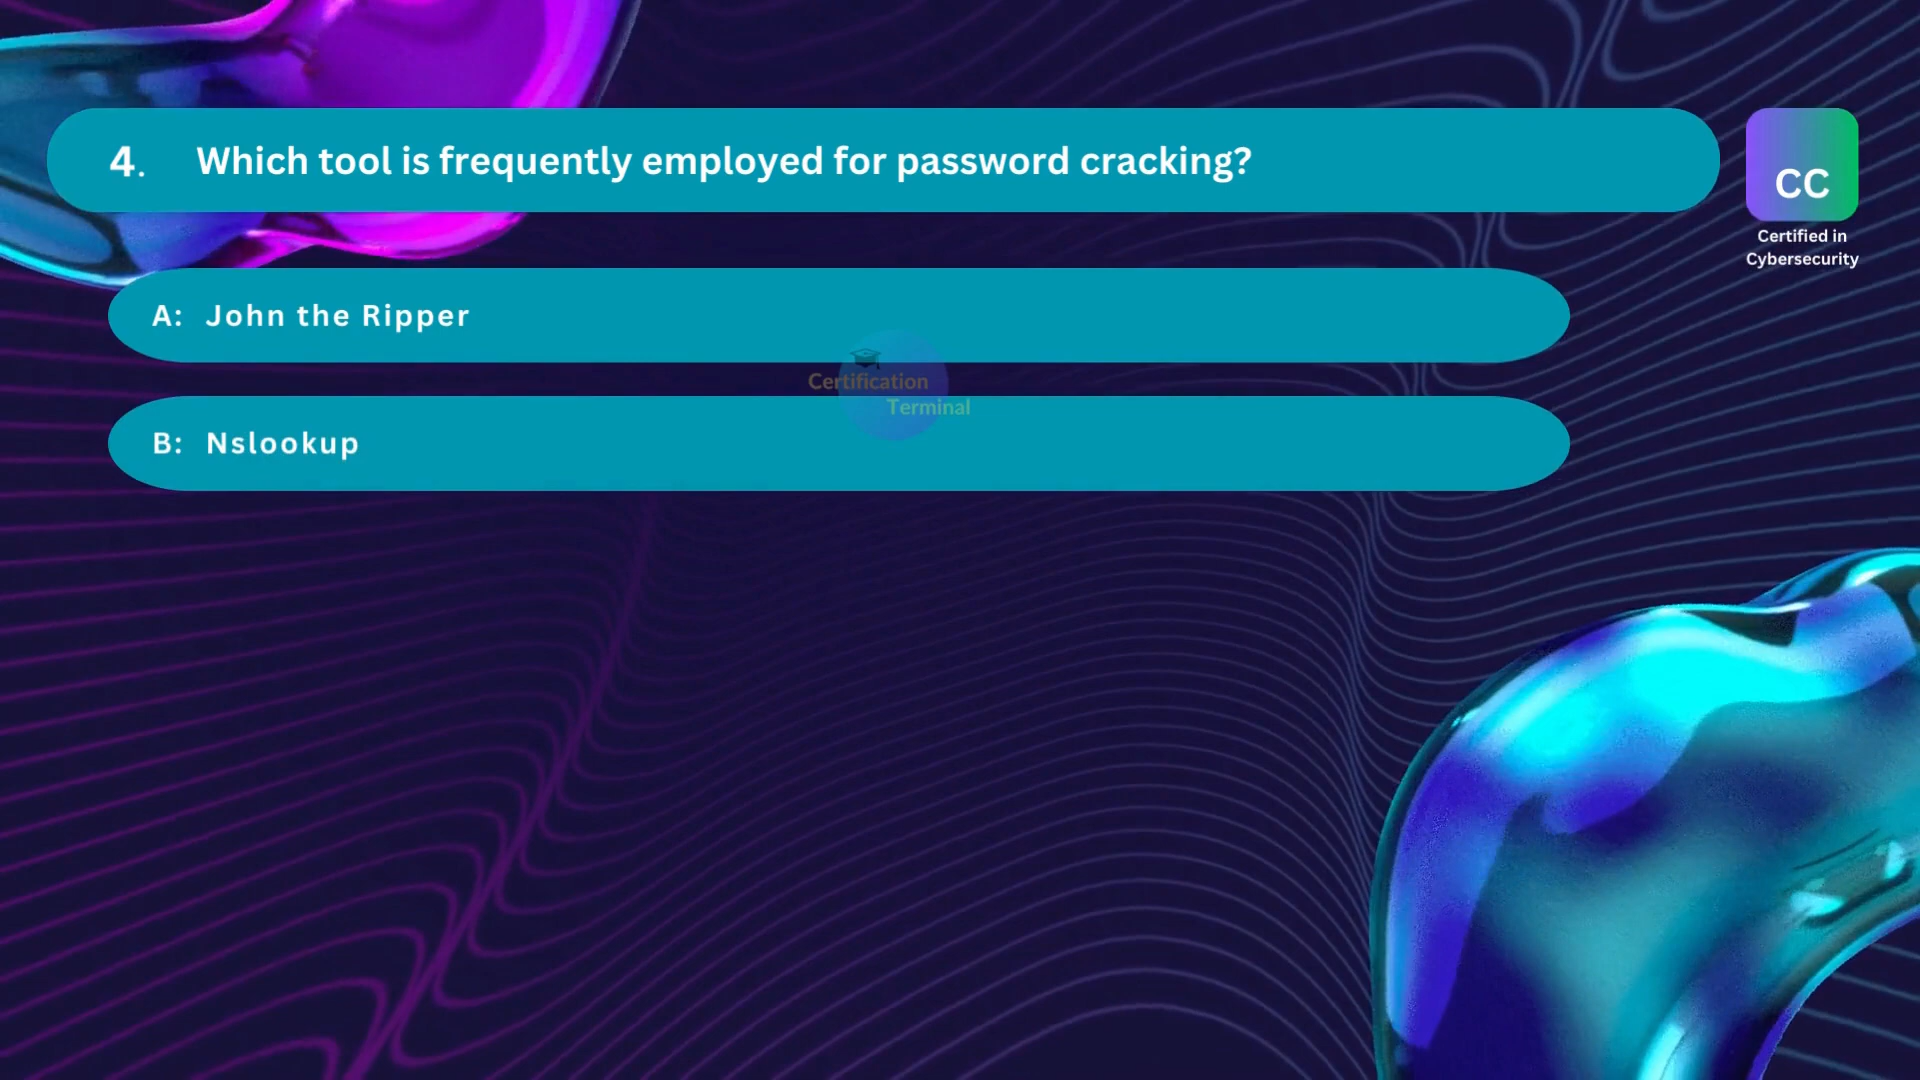 4. Which tool is frequently employed for password cracking?
CC
Certified in
Cybersecurity
A: John the Ripper
Certification
Terminal
B: Nslookup